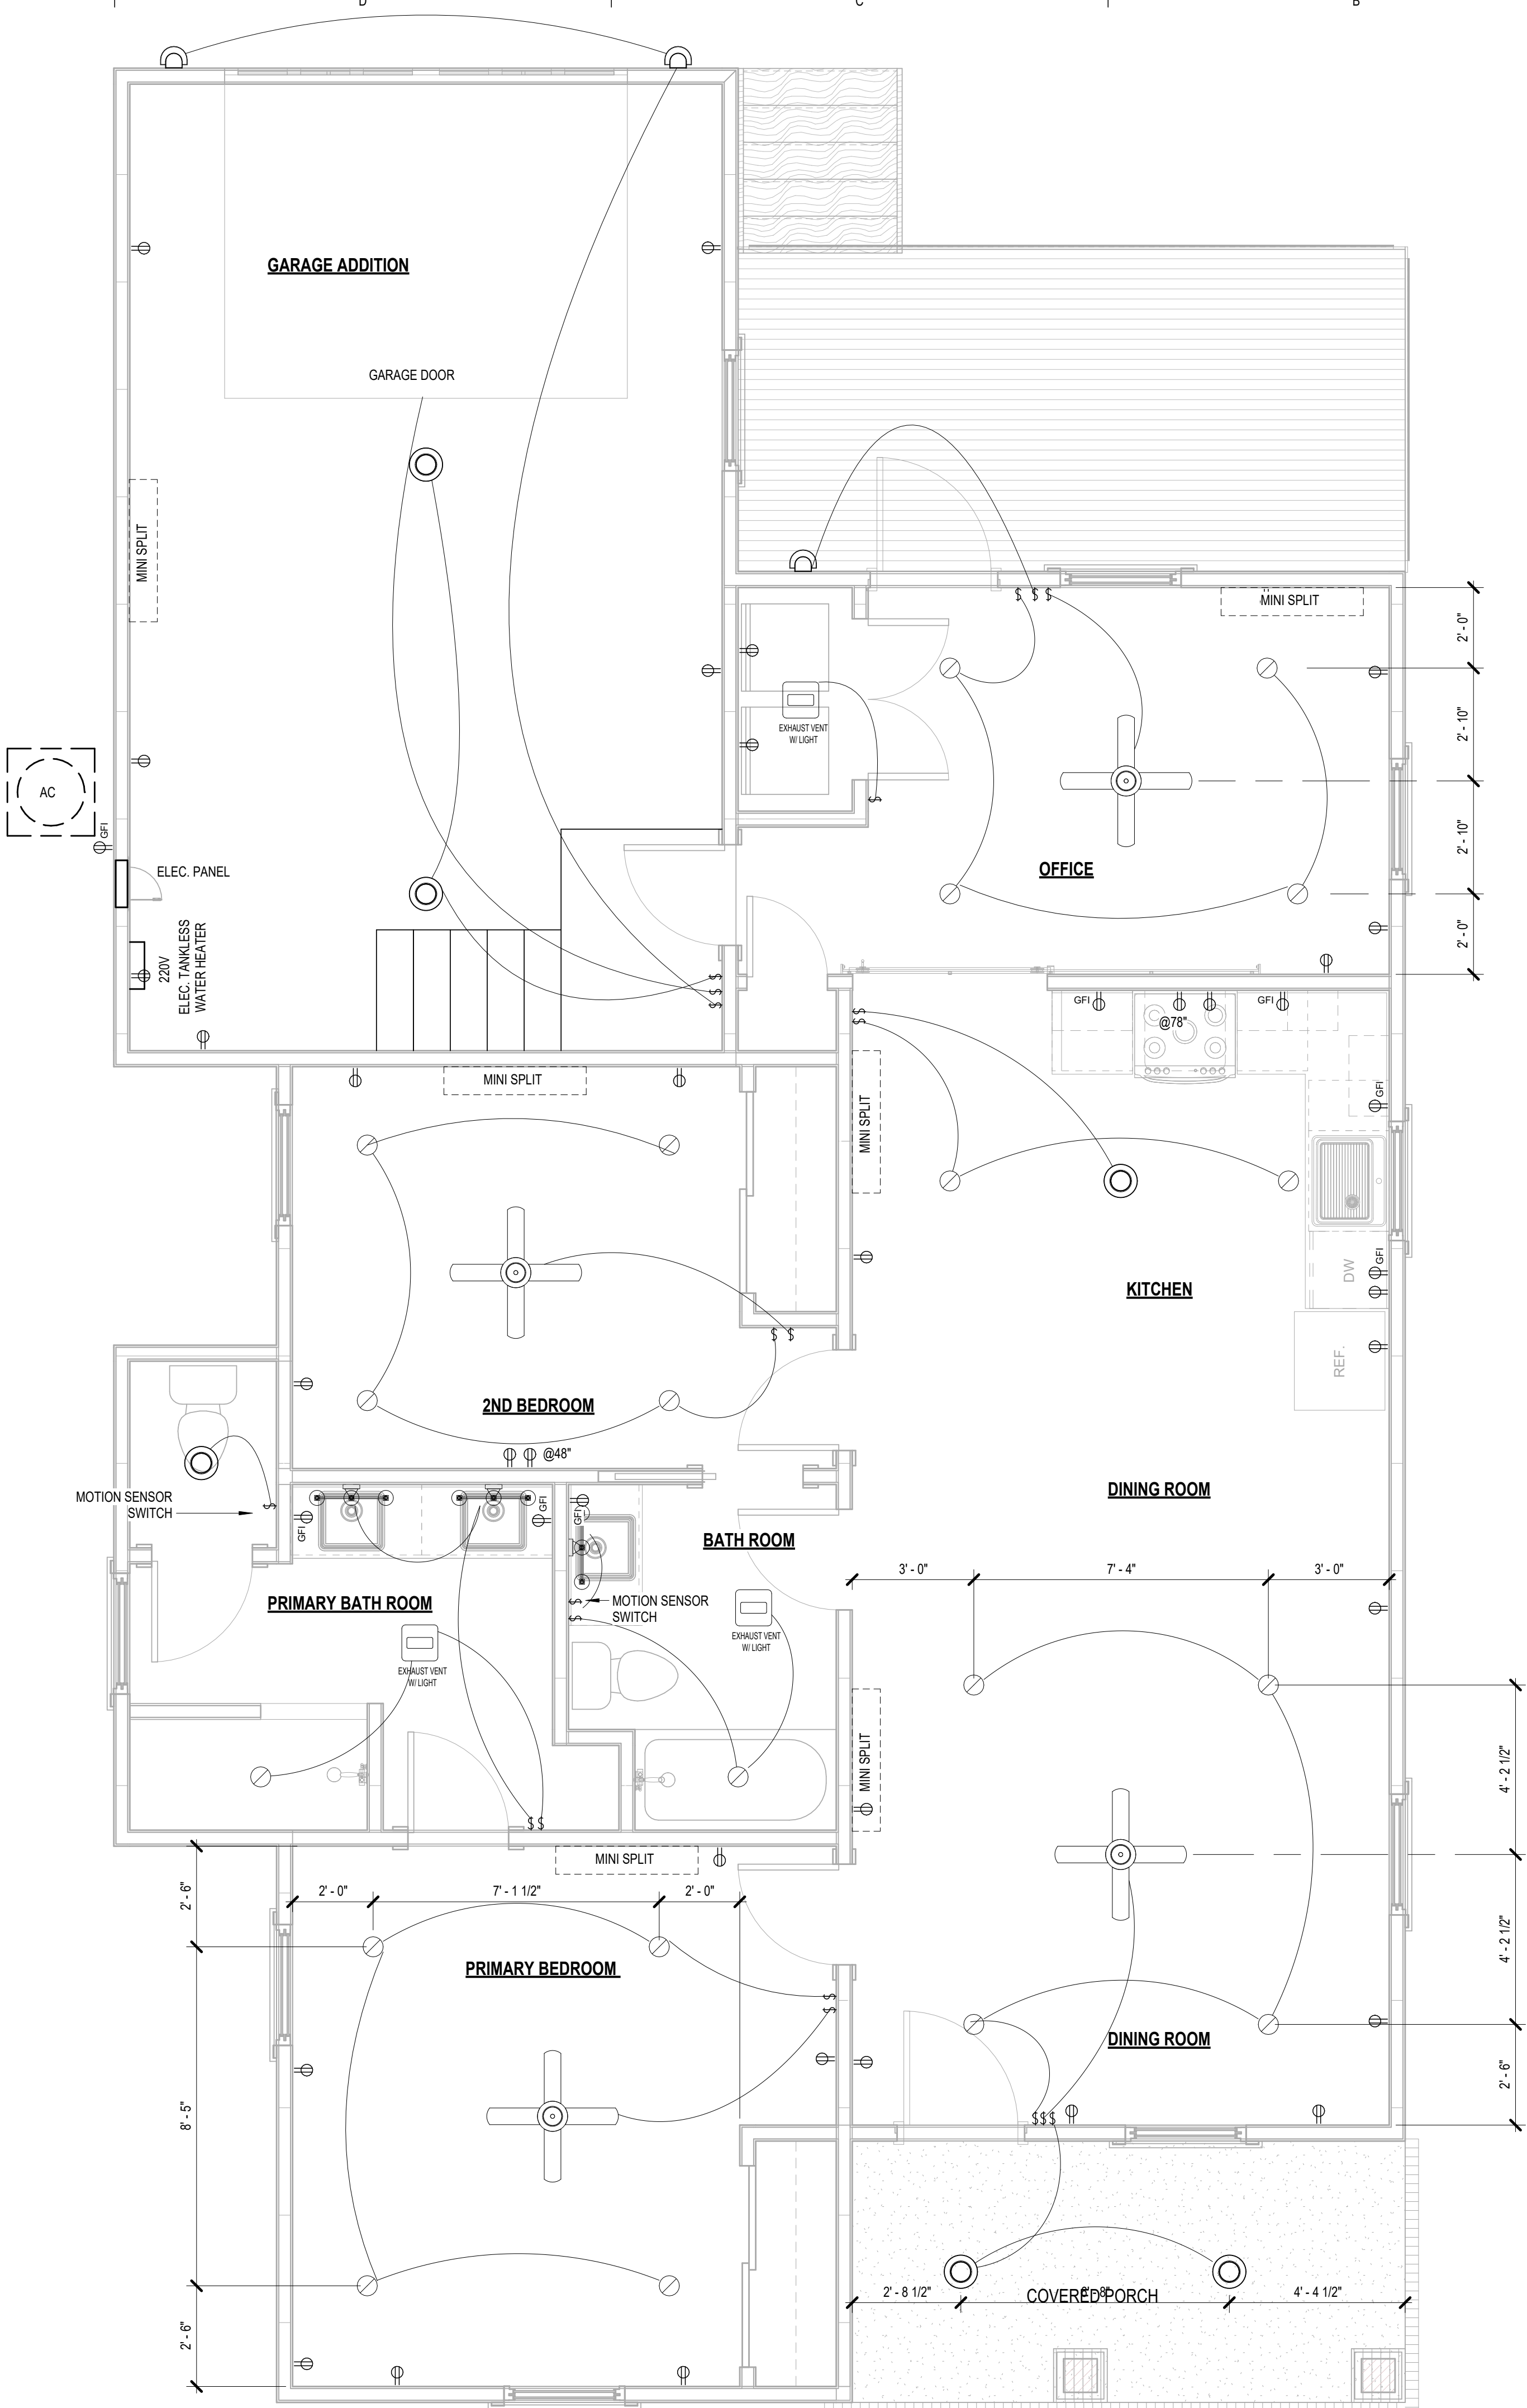 D
C
B
GARAGE ADDITION
GARAGE DOOR
MINI SPLIT
MINI SPLIT
2' - 0"
2' - 10"
EXHAUST VENT
W/ LIGHT
AC
GFI
2' - 10"
ELEC. PANEL
OFFICE
2' - 0"
220V
ELEC. TANKLESS
WATER HEATER
$ $ $
$
$
$
$
GFI
@78"
GFI
$
$
MINI SPLIT
MINI SPLIT
GFI
KITCHEN
GFI
DW
REF.
$ $
2ND BEDROOM
@48"
MOTION SENSOR
SWITCH
$
GFI
GFI
GFI
BATH ROOM
DINING ROOM
PRIMARY BATH ROOM
$
$
MOTION SENSOR
SWITCH
3' - 0"
7' - 4"
3' - 0"
EXHAUST VENT
W/ LIGHT
EXHAUST VENT
W/ LIGHT
MINI SPLIT
4' - 2 1/2"
$ $
MINI SPLIT
2' - 6"
2' - 0"
7' - 1 1/2"
2' - 0"
4' - 2 1/2"
PRIMARY BEDROOM
$
$
DINING ROOM
2' - 6"
$$$
8' - 5"
2' - 8 1/2"
COVERED PORCH
4' - 4 1/2"
2' - 6"